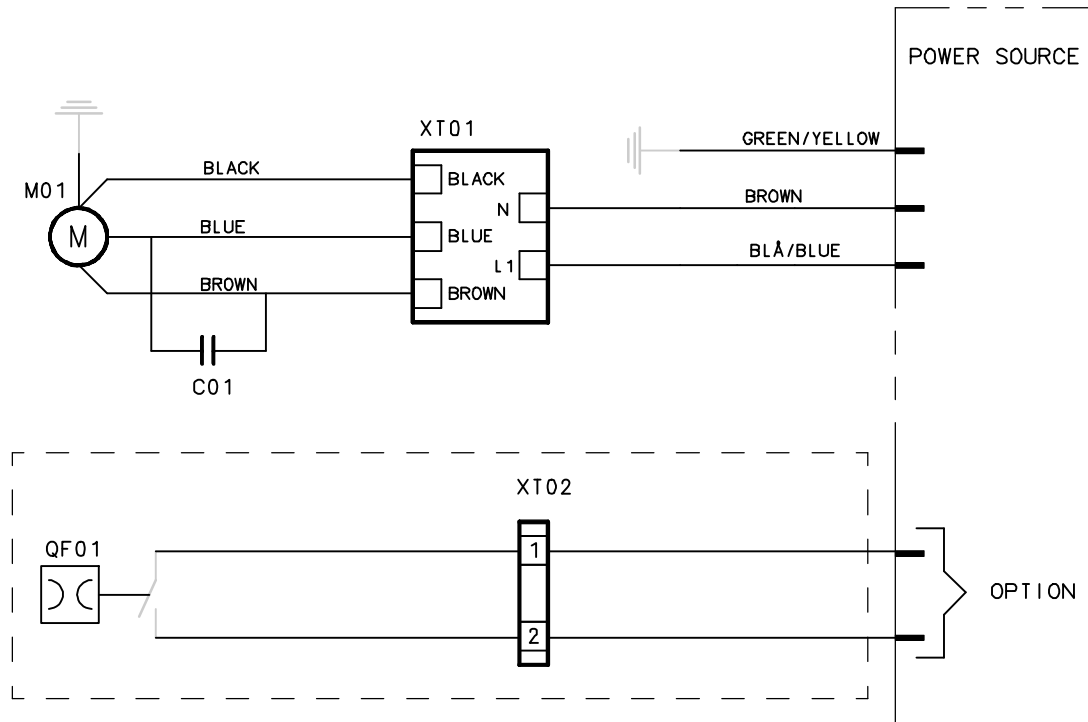 POWER SOURCE
XT01
GREEN/YELLOW
M01
BLACK
BLACK
N
BROWN
M
BLUE
BLUE
L1
BLÅ/BLUE
BROWN
BROWN
C01
XT02
QF01
1
OPTION
2